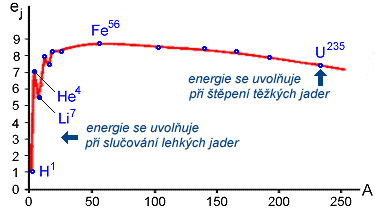 ej
9
8
7
6
5
4
3
2
1
0
Fe56
U235
He4
Li7
H1
energie se uvolňuje
při štěpení těžkých jader
energie se uvolňuje
při slučování lehkých jader
0 50 100 150 200 250 A